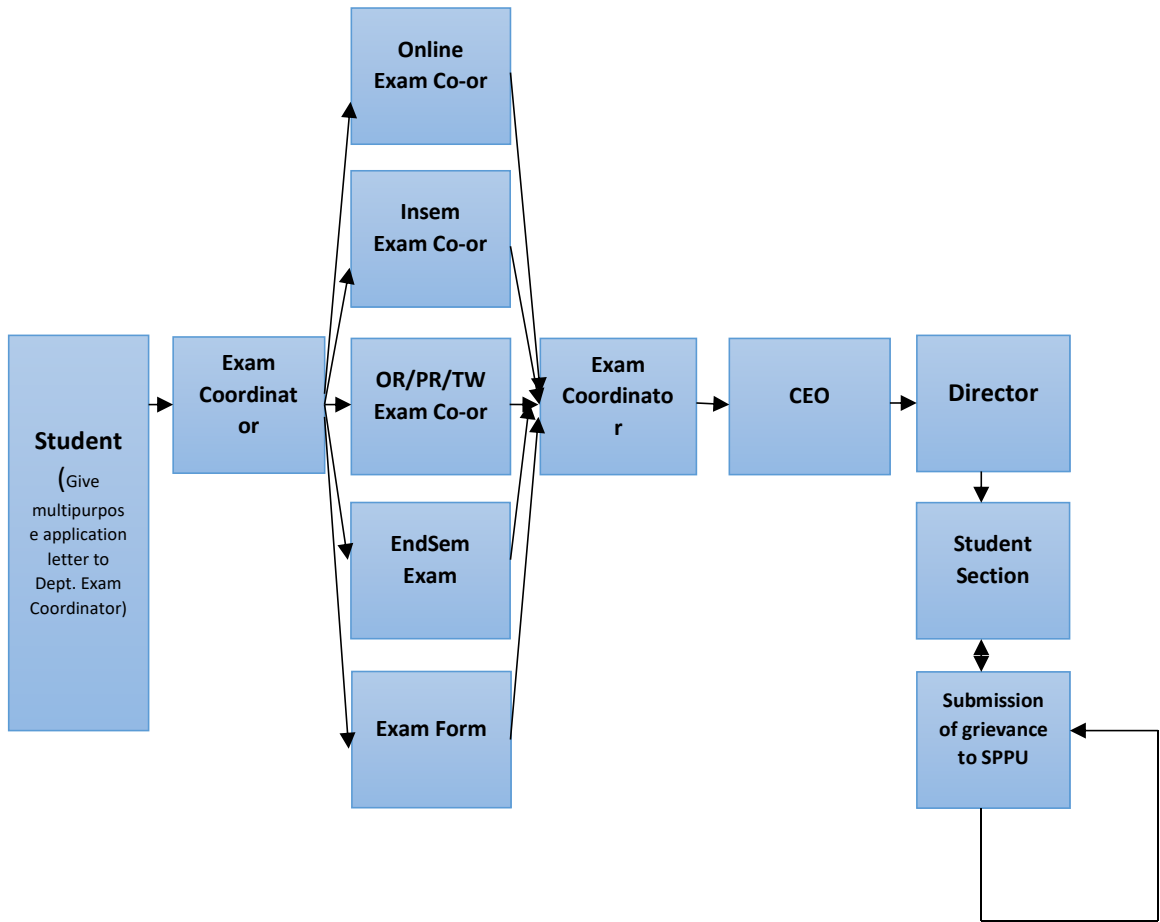 Online
Exam Co-or
Insem
Exam Co-or
Student
(Give
multipurpos
e application
letter to
Dept. Exam
Coordinator)
Exam
Coordinat
or
OR/PR/TW
Exam Co-or
Exam
Coordinato
r
CEO
Director
EndSem
Exam
Student
Section
Exam Form
Submission
of grievance
to SPPU